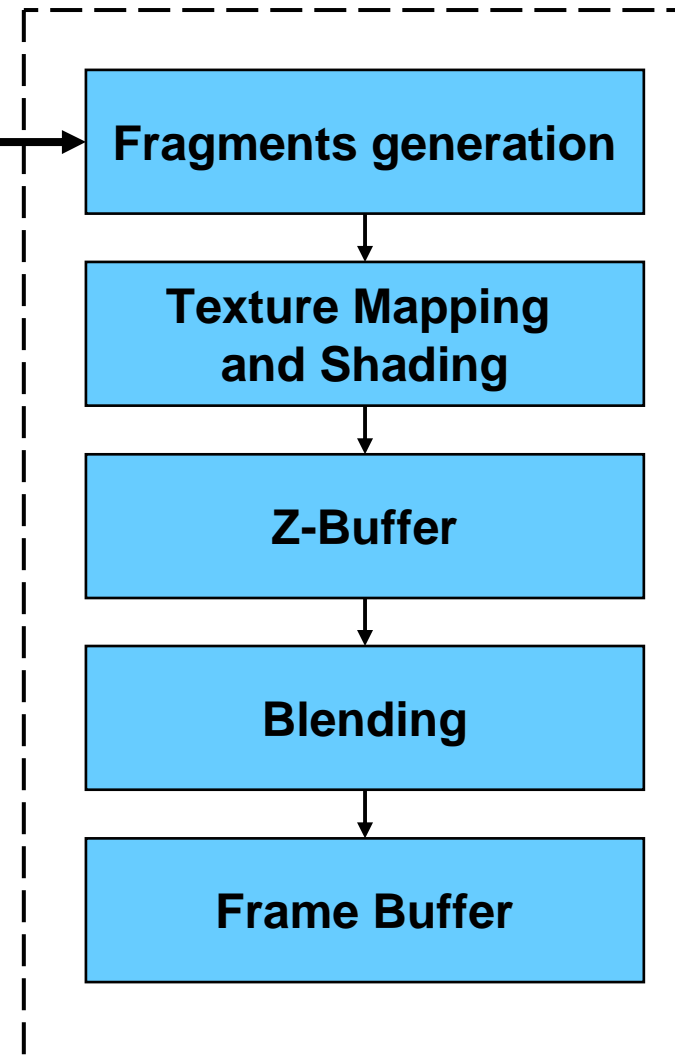 Fragments generation
Texture Mapping
and Shading
Z-Buffer
Blending
Frame Buffer